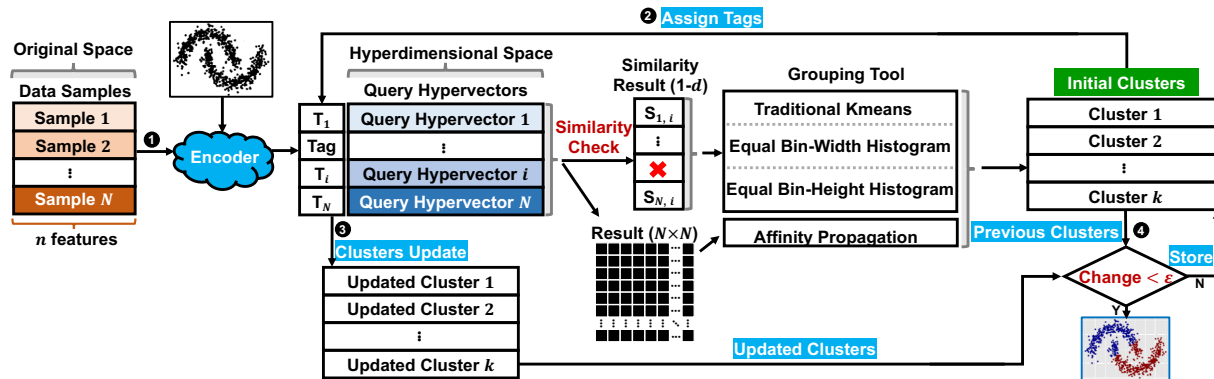 ❷ Assign Tags
Original Space
Data Samples
Sample 1
Sample 2
⋮
Sample N
n features
❶
Encoder
Hyperdimensional Space
Query Hypervectors
T1
Tag
Ti
TN
Query Hypervector 1
⋮
Query Hypervector i
Query Hypervector N
Similarity
Check
Similarity
Result (1-d)
S1, i
⋮
SN, i
Grouping Tool
Traditional Kmeans
Equal Bin-Width Histogram
Equal Bin-Height Histogram
Affinity Propagation
Result (N×N)
Initial Clusters
Cluster 1
Cluster 2
⋮
Cluster k
❸
Clusters Update
Updated Cluster 1
Updated Cluster 2
⋮
Updated Cluster k
Previous Clusters
❹
Change < ε
Store
N
Y
Updated Clusters